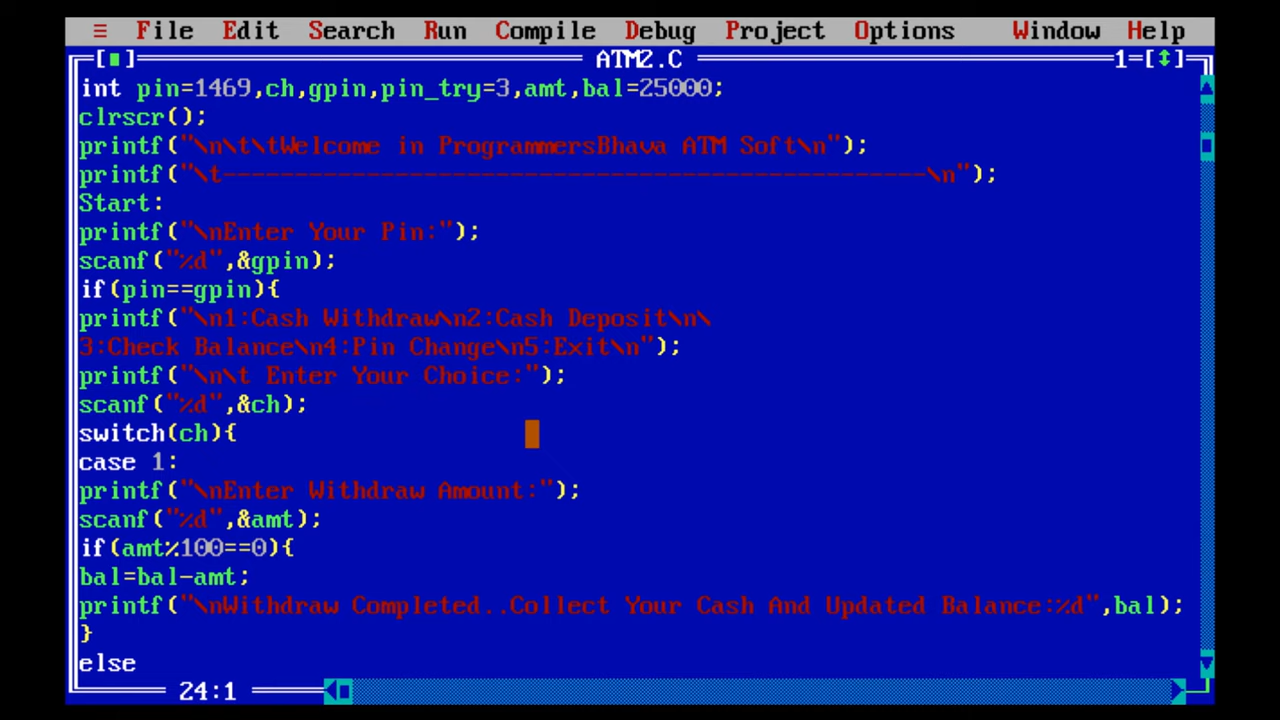 ≡ File Edit Search Run Compile Debug Project Options Window Help
[■] ATM2.C 1=[↕]
int pin=1469,ch,gpin,pin_try=3,amt,bal=25000;
clrscr();
printf("\n\t\tWelcome in ProgrammersBhava ATM Soft\n");
printf("\t-------------------------------------------------\n");
Start:
printf("\nEnter Your Pin:");
scanf("%d",&gpin);
if(pin==gpin){
printf("\n1:Cash Withdraw\n2:Cash Deposit\n\
3:Check Balance\n4:Pin Change\n5:Exit\n");
printf("\n\t Enter Your Choice:");
scanf("%d",&ch);
switch(ch){
case 1:
printf("\nEnter Withdraw Amount:");
scanf("%d",&amt);
if(amt%100==0){
bal=bal-amt;
printf("\nWithdraw Completed..Collect Your Cash And Updated Balance:%d",bal);
}
else
24:1